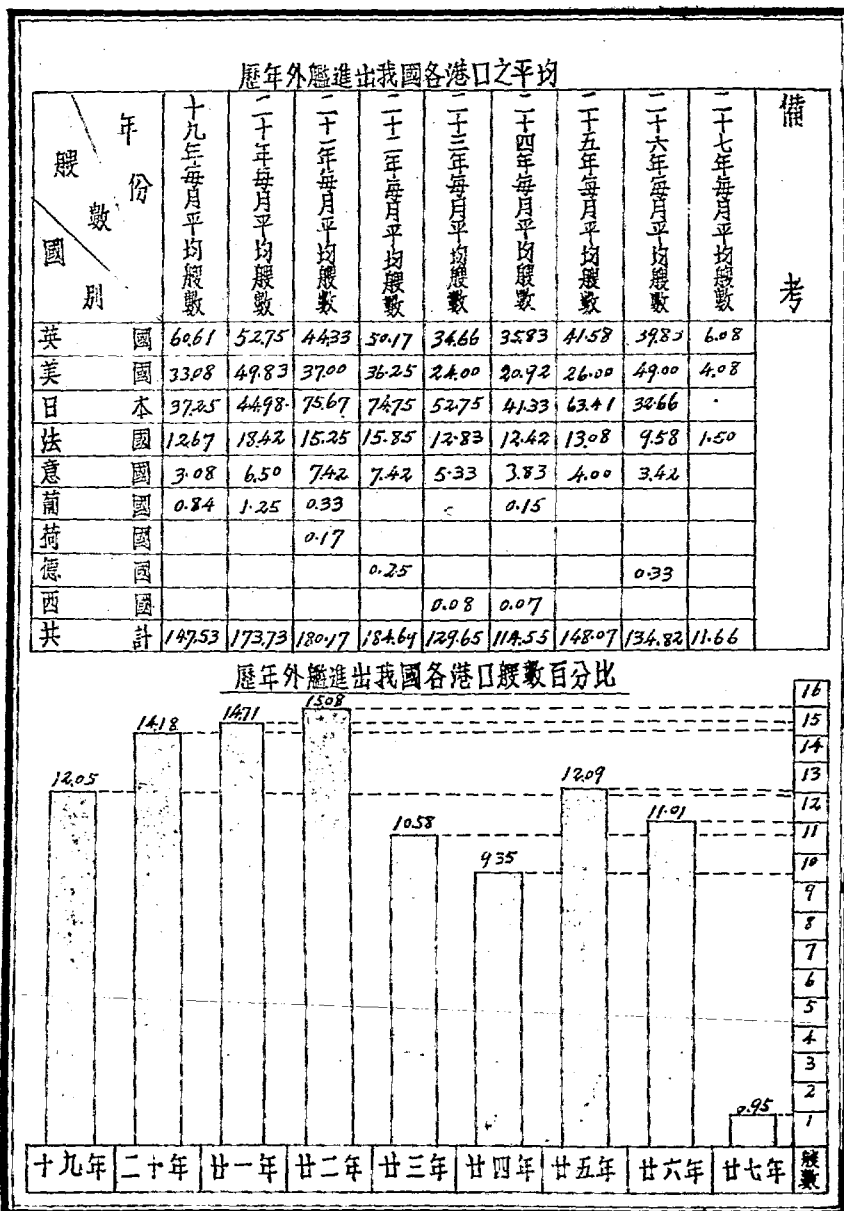 歷年外艦進出我國各港口之平均
年份 艘數 國別 十九年每月平均艘數 二十年每月平均艘數 二十一年每月平均艘數 二十二年每月平均艘數 二十三年每月平均艘數 二十四年每月平均艘數 二十五年每月平均艘數 二十六年每月平均艘數 二十七年每月平均艘數 備考
英國 60.61 52.75 44.33 50.17 34.66 35.83 41.58 39.83 6.08
美國 33.08 49.83 37.00 36.25 24.00 20.92 26.00 49.00 4.08
日本 37.25 44.98 75.67 74.75 52.75 41.33 63.41 32.66
法國 12.67 18.42 15.25 15.85 12.83 12.42 13.08 9.58 1.50
意國 3.08 6.50 7.42 7.42 5.33 3.83 4.00 3.42
葡國 0.84 1.25 0.33 0.15
荷國 0.17
德國 0.25 0.33
西國 0.08 0.07
共計 147.53 173.73 180.17 184.69 129.65 114.55 148.07 134.82 11.66
歷年外艦進出我國各港口艘數百分比
12.05 14.18 14.71 15.08 10.58 9.35 12.09 11.01 0.95
16
15
14
13
12
11
10
9
8
7
6
5
4
3
2
1
十九年 二十年 廿一年 廿二年 廿三年 廿四年 廿五年 廿六年 廿七年 艘數